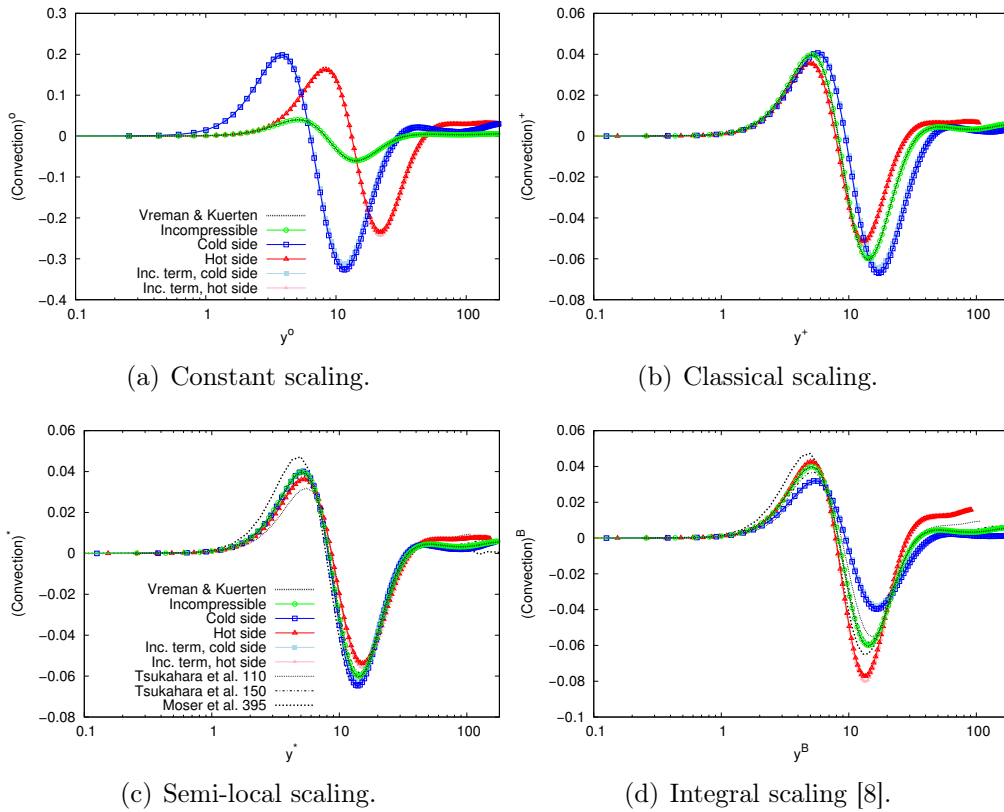 0.3
0.2
0.1
0
−0.1
−0.2
−0.3
−0.4
(Convection)^o
Vreman & Kuerten
Incompressible
Cold side
Hot side
Inc. term, cold side
Inc. term, hot side
0.1 1 10 100
y^o
(a) Constant scaling.
0.06
0.04
0.02
0
−0.02
−0.04
−0.06
−0.08
(Convection)^+
0.1 1 10 100
y^+
(b) Classical scaling.
0.06
0.04
0.02
0
−0.02
−0.04
−0.06
−0.08
(Convection)^*
Vreman & Kuerten
Incompressible
Cold side
Hot side
Inc. term, cold side
Inc. term, hot side
Tsukahara et al. 110
Tsukahara et al. 150
Moser et al. 395
0.1 1 10 100
y^*
(c) Semi-local scaling.
0.06
0.04
0.02
0
−0.02
−0.04
−0.06
−0.08
−0.1
(Convection)^B
0.1 1 10 100
y^B
(d) Integral scaling [8].